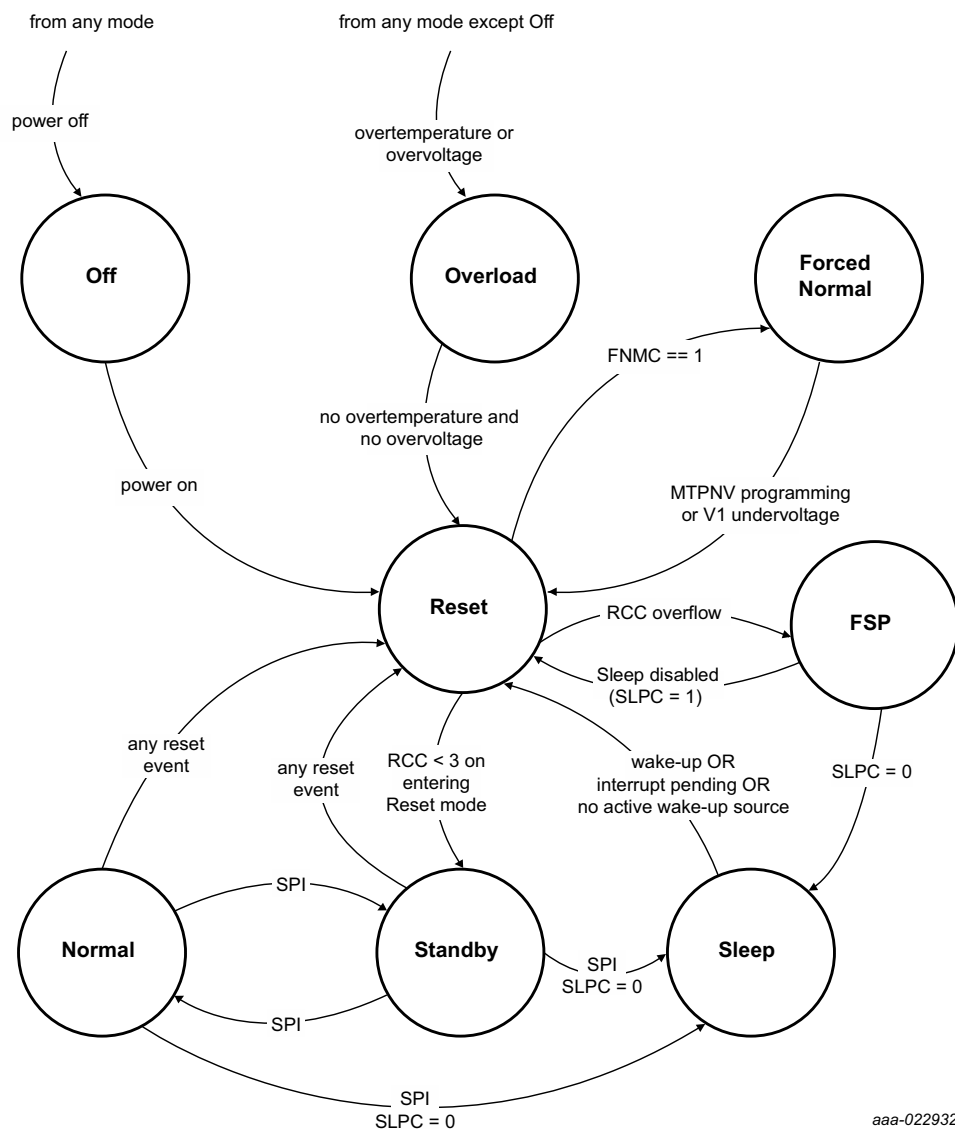 from any mode
from any mode except Off
power off
overtemperature or
overvoltage
Off
Overload
Forced
Normal
FNMC == 1
no overtemperature and
no overvoltage
power on
MTPNV programming
or V1 undervoltage
Reset
RCC overflow
FSP
Sleep disabled
(SLPC = 1)
any reset
event
any reset
event
RCC < 3 on
entering
Reset mode
wake-up OR
interrupt pending OR
no active wake-up source
SLPC = 0
SPI
Normal
Standby
Sleep
SPI
SLPC = 0
SPI
SPI
SLPC = 0
aaa-022932